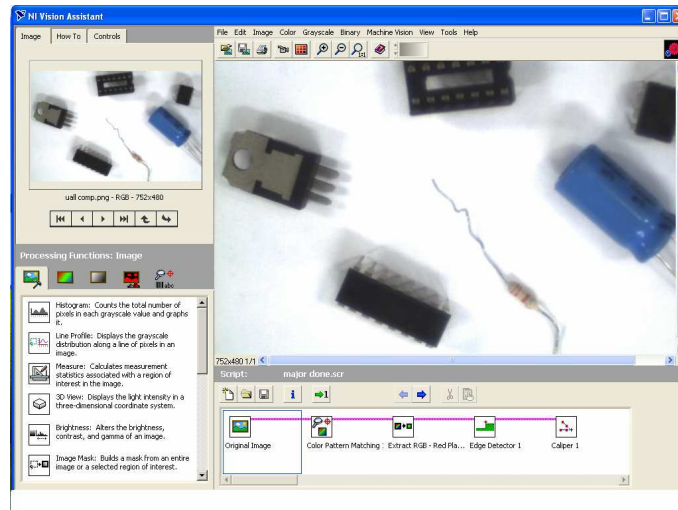 NI Vision Assistant
Image How To Controls
File Edit Image Color Grayscale Binary Machine Vision View Tools Help
1:1
uall comp.png - RGB - 752x480
Processing Functions: Image
abc
Histogram: Counts the total number of
pixels in each grayscale value and graphs
it.
Line Profile: Displays the grayscale
distribution along a line of pixels in an
image.
Measure: Calculates measurement
statistics associated with a region of
interest in the image.
3D View: Displays the light intensity in a
three-dimensional coordinate system.
Brightness: Alters the brightness,
contrast, and gamma of an image.
Image Mask: Builds a mask from an entire
image or a selected region of interest.
752x480 1/1
Script: major done.scr
i
1
Original Image
Color Pattern Matching
Extract RGB - Red Pla...
Edge Detector 1
Caliper 1